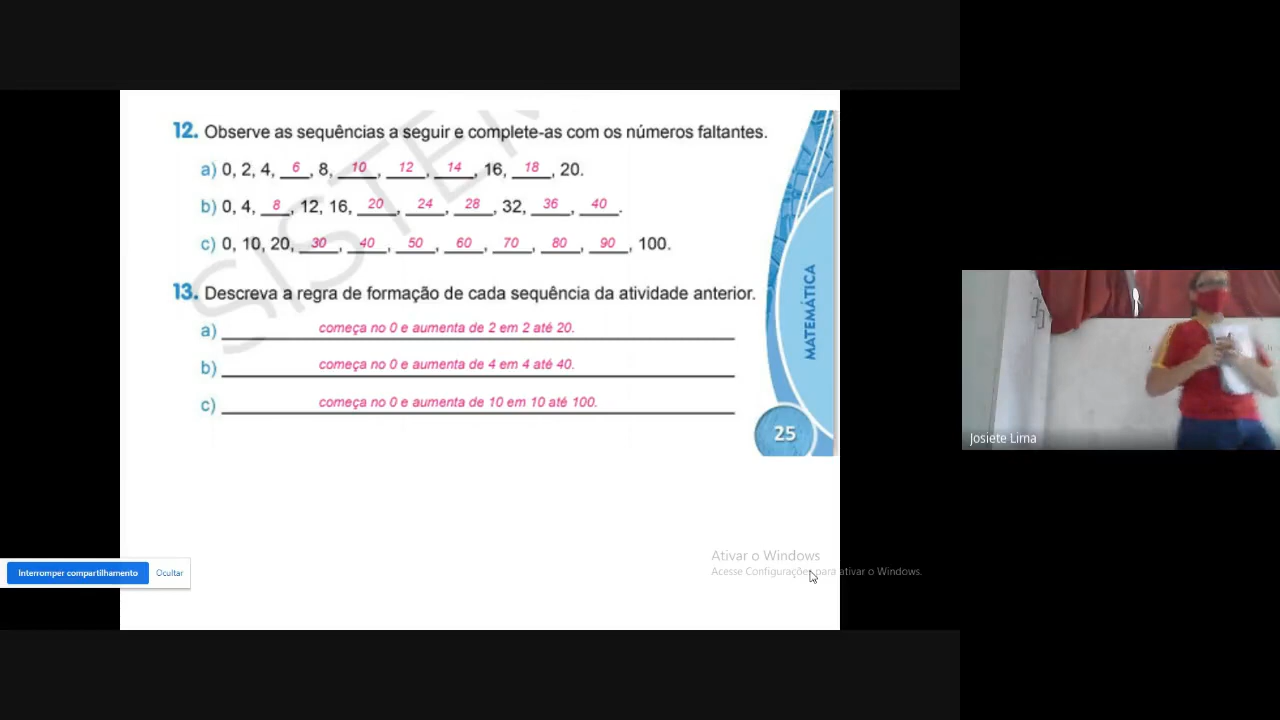 12. Observe as sequências a seguir e complete-as com os números faltantes.
a) 0, 2, 4, 6, 8, 10, 12, 14, 16, 18, 20.
b) 0, 4, 8, 12, 16, 20, 24, 28, 32, 36, 40.
c) 0, 10, 20, 30, 40, 50, 60, 70, 80, 90, 100.
13. Descreva a regra de formação de cada sequência da atividade anterior.
a) começa no 0 e aumenta de 2 em 2 até 20.
b) começa no 0 e aumenta de 4 em 4 até 40.
c) começa no 0 e aumenta de 10 em 10 até 100.
MATEMÁTICA
25
Josiete Lima
Ativar o Windows
Acesse Configurações para ativar o Windows.
Interromper compartilhamento
Ocultar